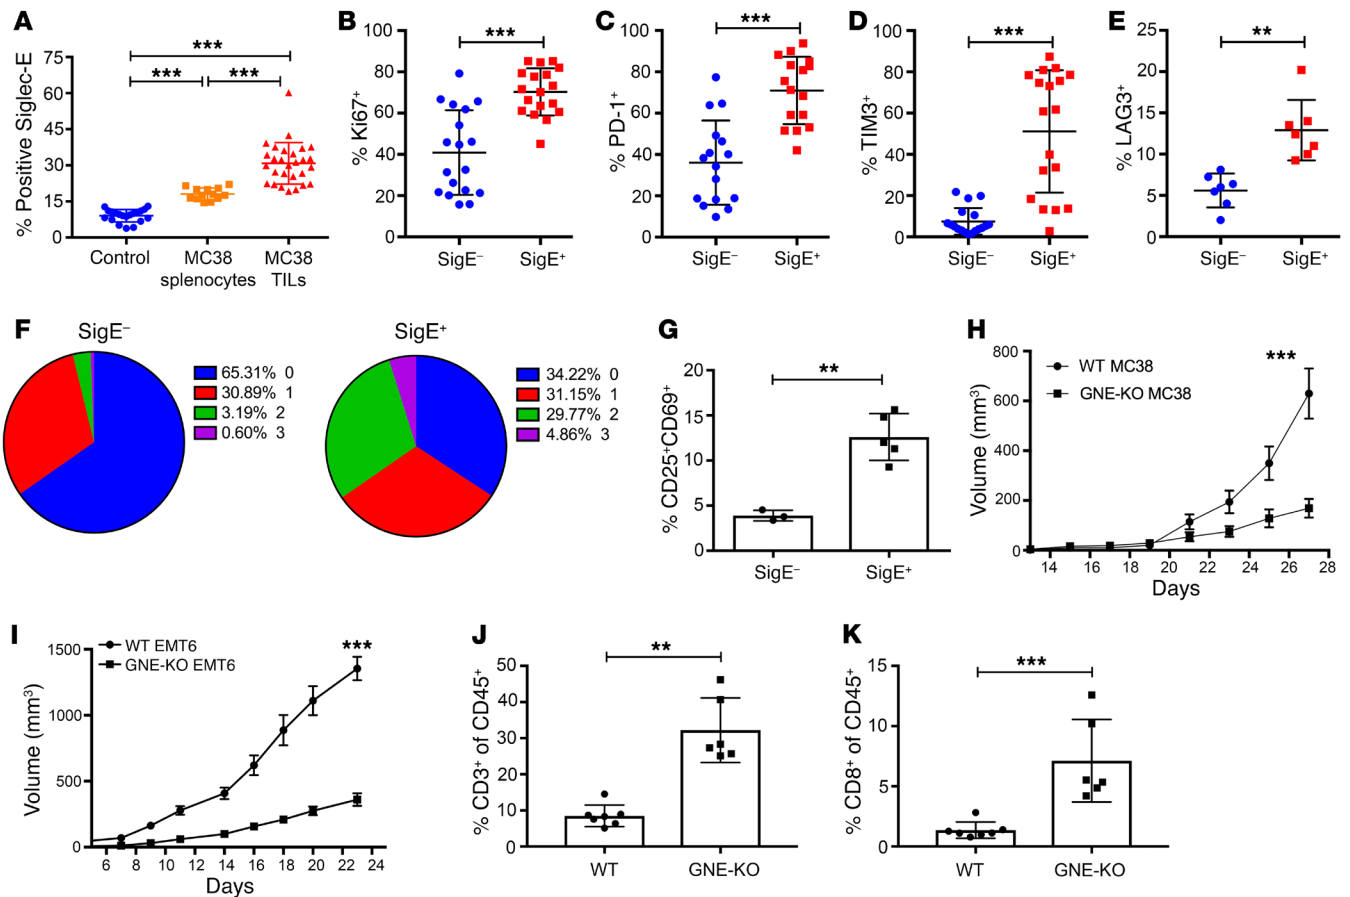 A
% Positive Siglec-E
75
60
45
30
15
0
***
***
***
Control
MC38
splenocytes
MC38
TILs
B
% Ki67⁺
100
80
60
40
20
0
***
SigE⁻
SigE⁺
C
% PD-1⁺
100
80
60
40
20
0
***
SigE⁻
SigE⁺
D
% TIM3⁺
100
80
60
40
20
0
***
SigE⁻
SigE⁺
E
% LAG3⁺
25
20
15
10
5
0
**
SigE⁻
SigE⁺
F
SigE⁻
65.31% 0
30.89% 1
3.19% 2
0.60% 3
SigE⁺
34.22% 0
31.15% 1
29.77% 2
4.86% 3
G
% CD25⁺CD69⁺
20
15
10
5
0
**
SigE⁻
SigE⁺
H
Volume (mm³)
800
600
400
200
0
WT MC38
GNE-KO MC38
***
14 16 18 20 22 24 26 28
Days
I
Volume (mm³)
1500
1000
500
0
WT EMT6
GNE-KO EMT6
***
6 8 10 12 14 16 18 20 22 24
Days
J
% CD3⁺ of CD45⁺
50
40
30
20
10
0
**
WT
GNE-KO
K
% CD8⁺ of CD45⁺
15
10
5
0
***
WT
GNE-KO